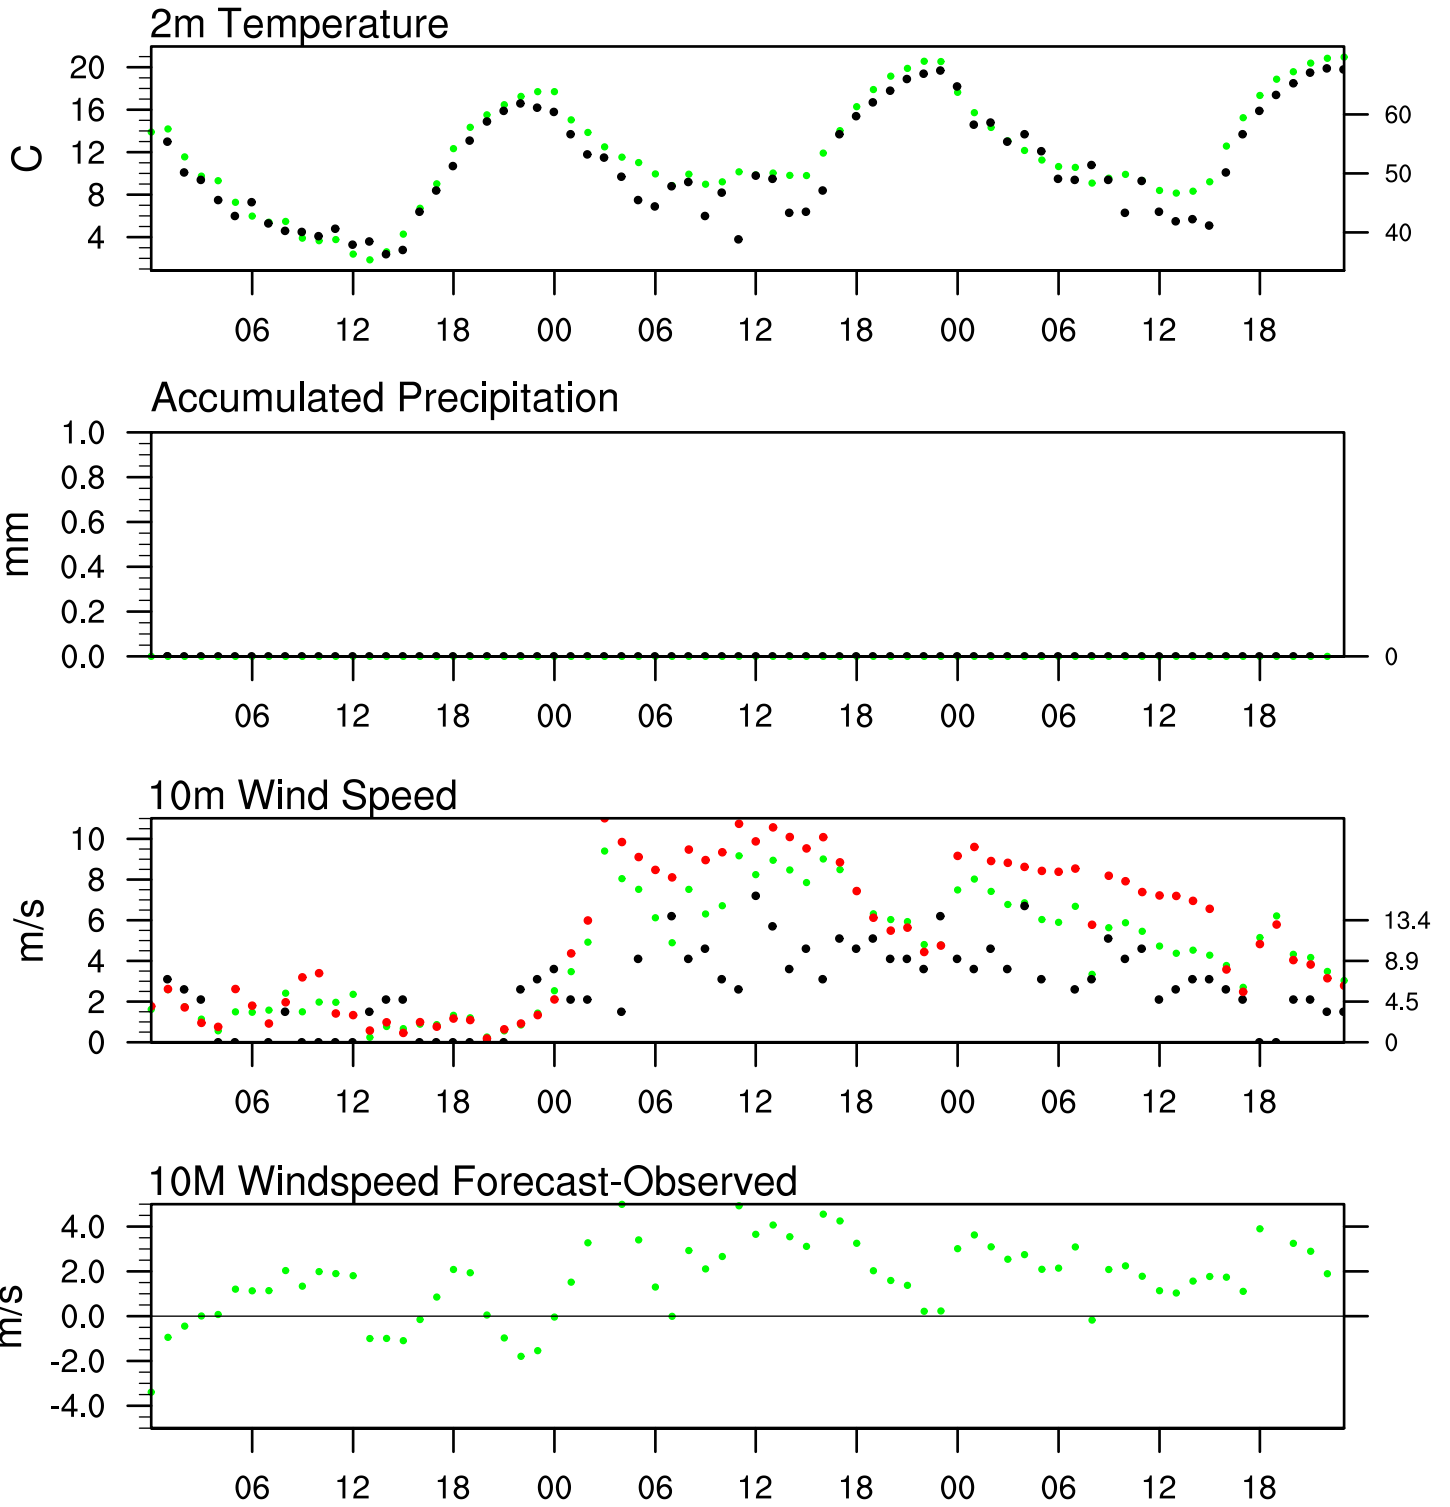 2m Temperature
20
16
12
8
4
C
60
50
40
06 12 18 00 06 12 18 00 06 12 18
Accumulated Precipitation
1.0
0.8
0.6
0.4
0.2
0.0
mm
0
06 12 18 00 06 12 18 00 06 12 18
10m Wind Speed
10
8
6
4
2
0
m/s
13.4
8.9
4.5
0
06 12 18 00 06 12 18 00 06 12 18
10M Windspeed Forecast-Observed
4.0
2.0
0.0
-2.0
-4.0
m/s
06 12 18 00 06 12 18 00 06 12 18